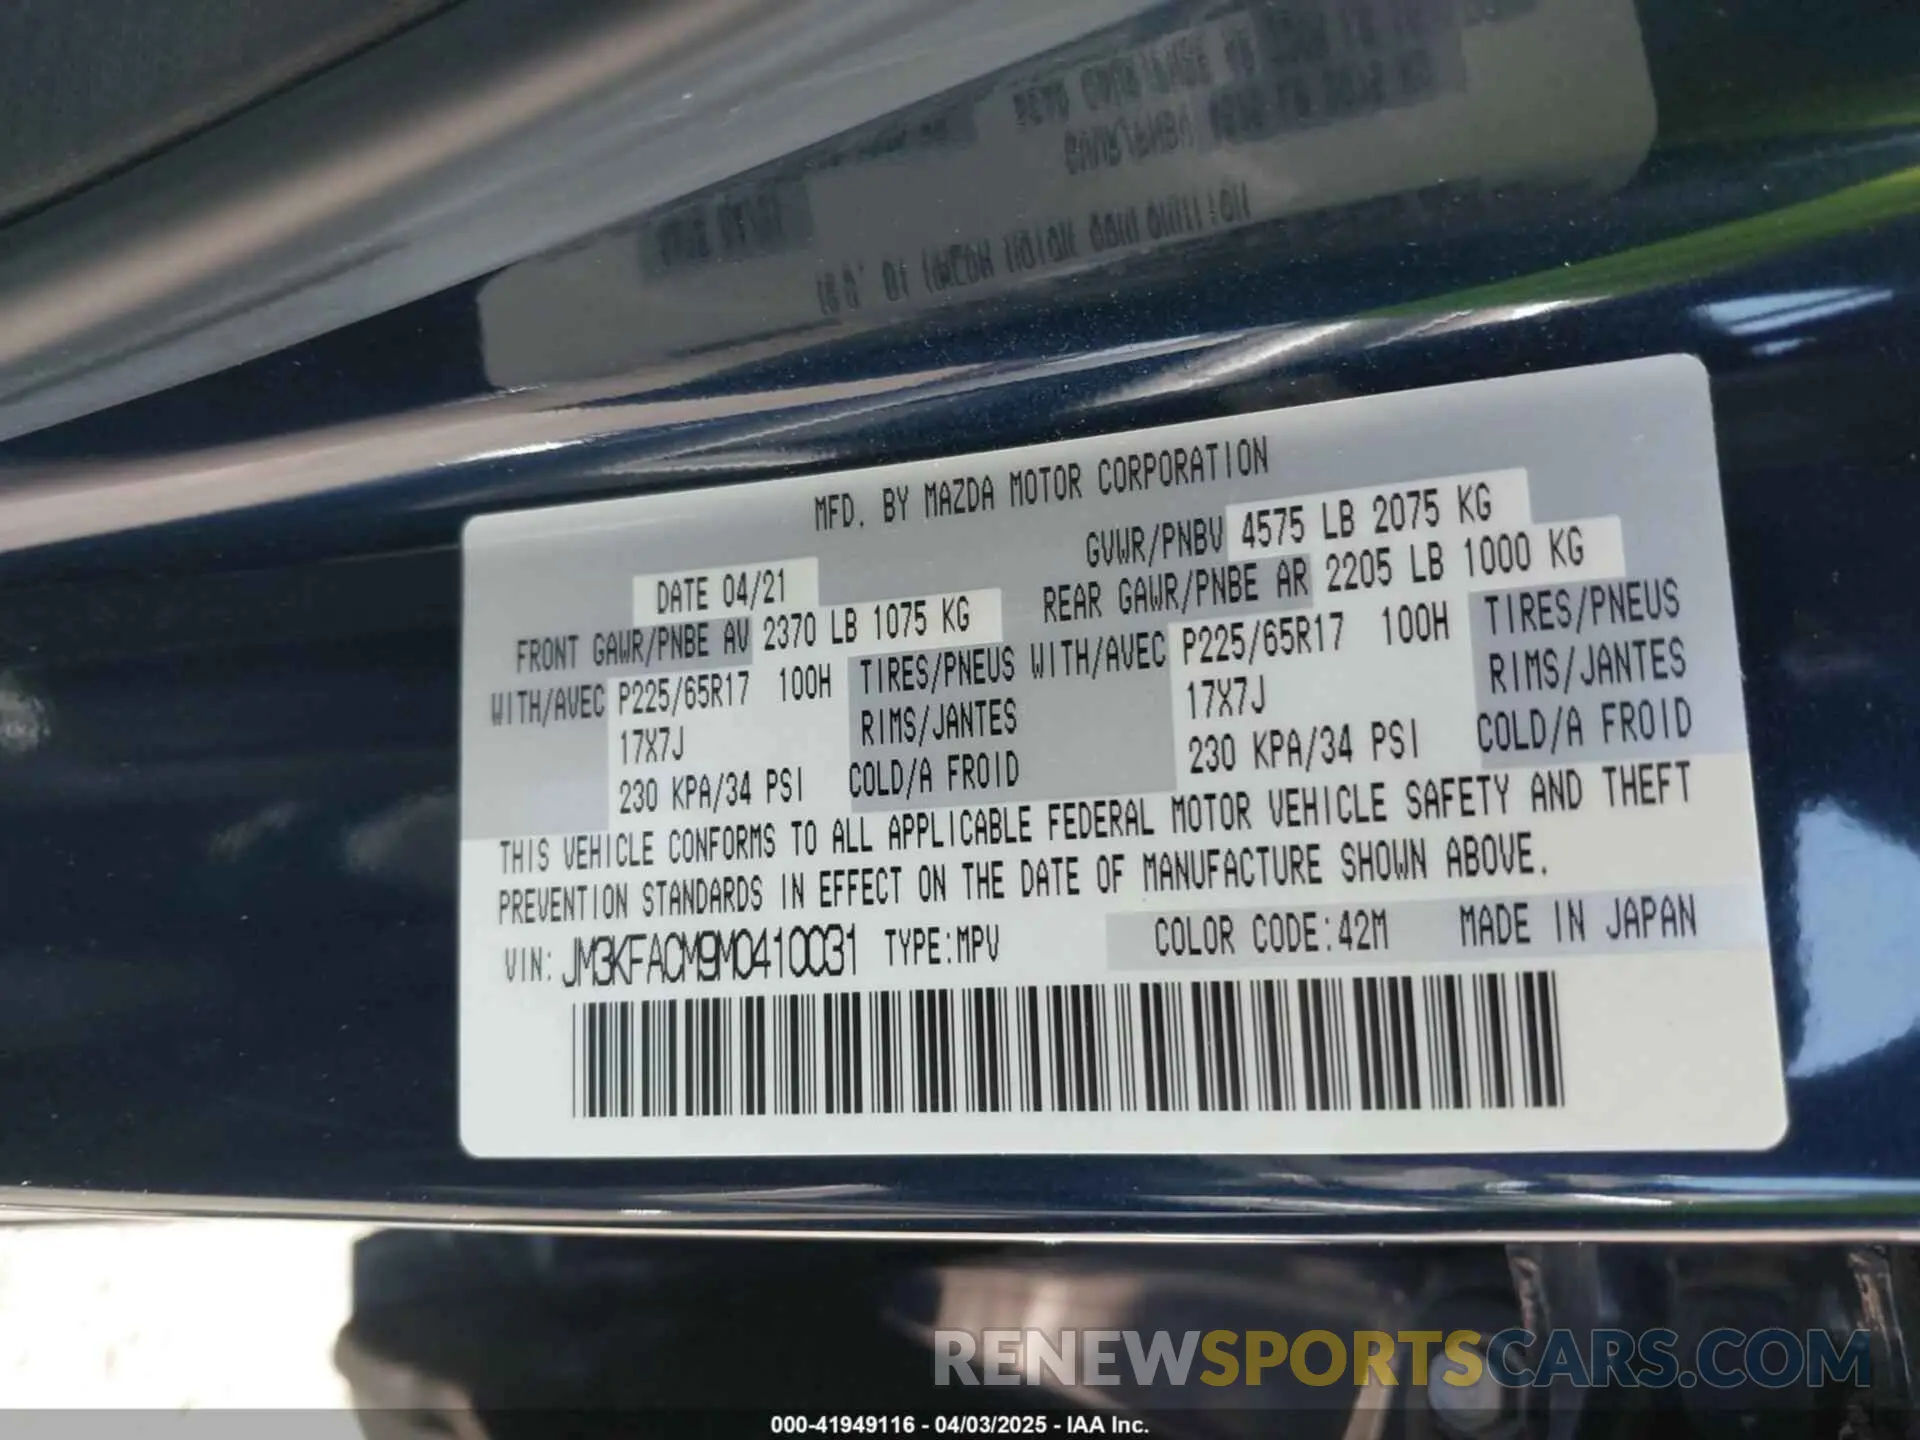 MFD. BY MAZDA MOTOR CORPORATION
DATE 04/21
GVWR/PNBV 4575 LB 2075 KG
FRONT GAWR/PNBE AV 2370 LB 1075 KG
REAR GAWR/PNBE AR 2205 LB 1000 KG
WITH/AVEC P225/65R17 100H TIRES/PNEUS
17X7J RIMS/JANTES
230 KPA/34 PSI COLD/A FROID
WITH/AVEC P225/65R17 100H TIRES/PNEUS
17X7J RIMS/JANTES
230 KPA/34 PSI COLD/A FROID
THIS VEHICLE CONFORMS TO ALL APPLICABLE FEDERAL MOTOR VEHICLE SAFETY AND THEFT
PREVENTION STANDARDS IN EFFECT ON THE DATE OF MANUFACTURE SHOWN ABOVE.
VIN: JM3KFACM9M0410031 TYPE:MPV COLOR CODE:42M MADE IN JAPAN
RENEWSPORTSCARS.COM
000-41949116 - 04/03/2025 - IAA Inc.